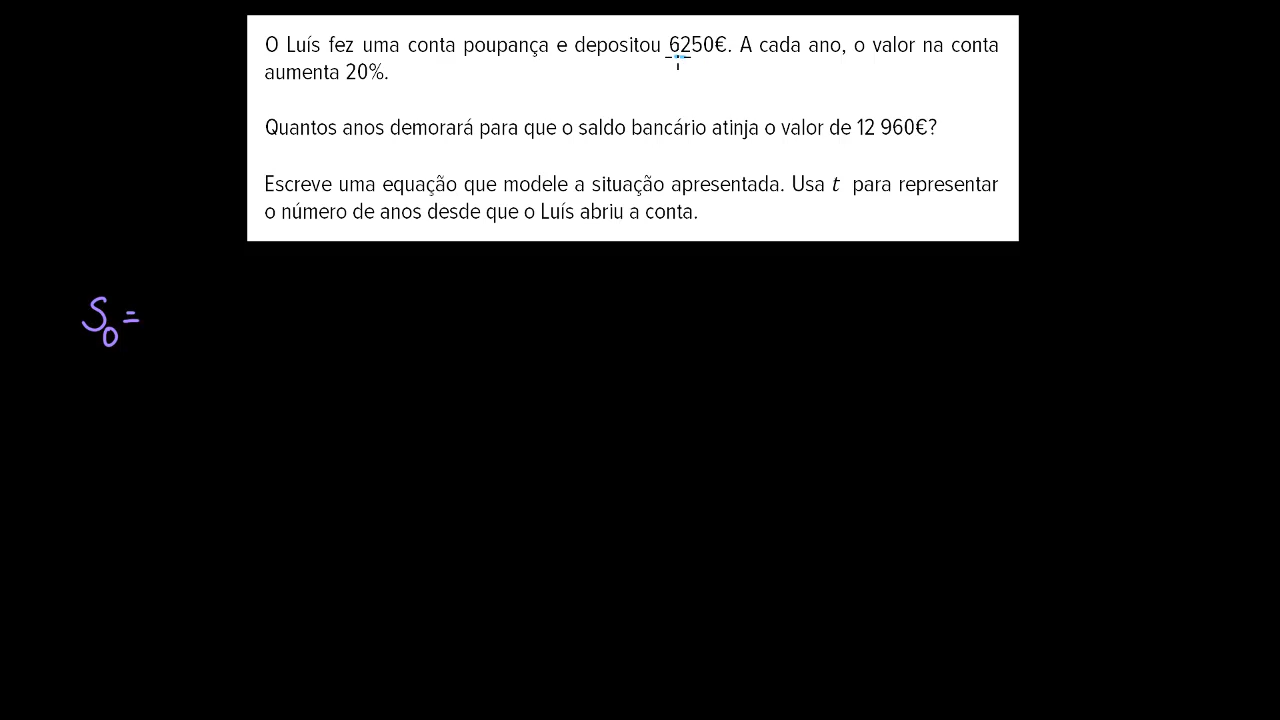 O Luís fez uma conta poupança e depositou 6250€. A cada ano, o valor na conta
aumenta 20%.
Quantos anos demorará para que o saldo bancário atinja o valor de 12 960€?
Escreve uma equação que modele a situação apresentada. Usa t para representar
o número de anos desde que o Luís abriu a conta.
S₀=